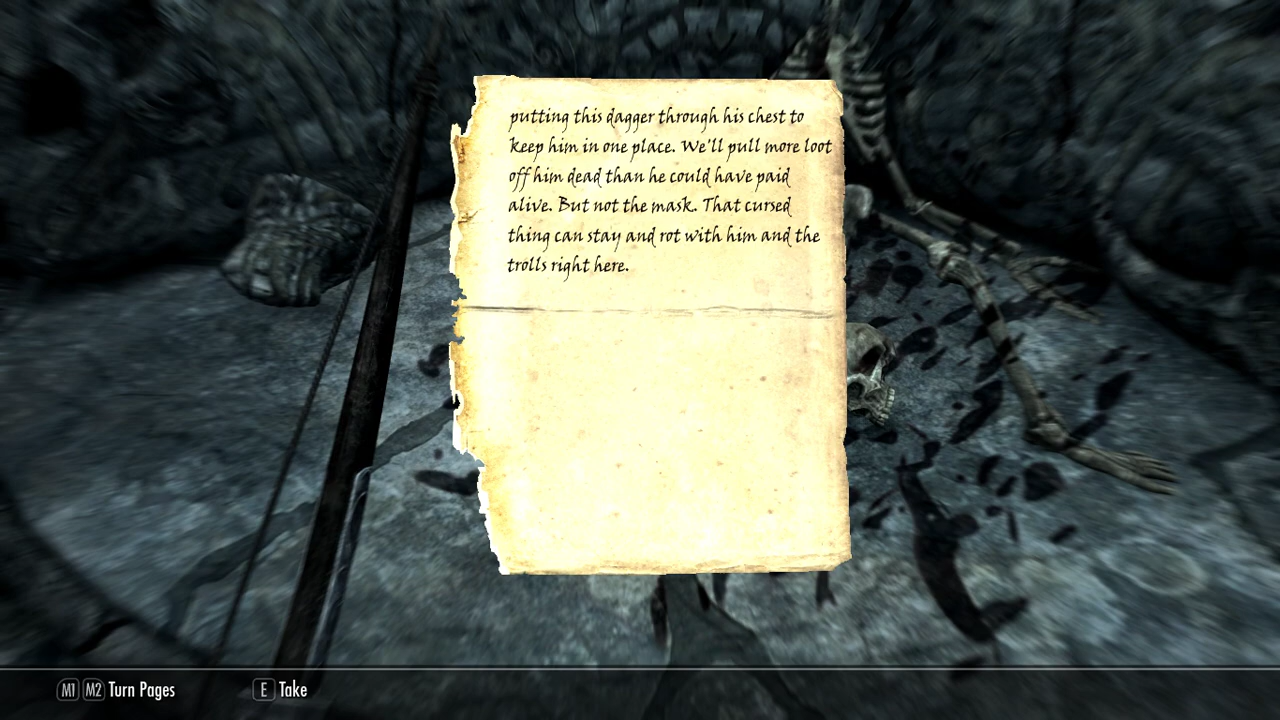 putting this dagger through his chest to
keep him in one place. We'll pull more loot
off him dead than he could have paid
alive. But not the mask. That cursed
thing can stay and rot with him and the
trolls right here.
M1 M2 Turn Pages E Take